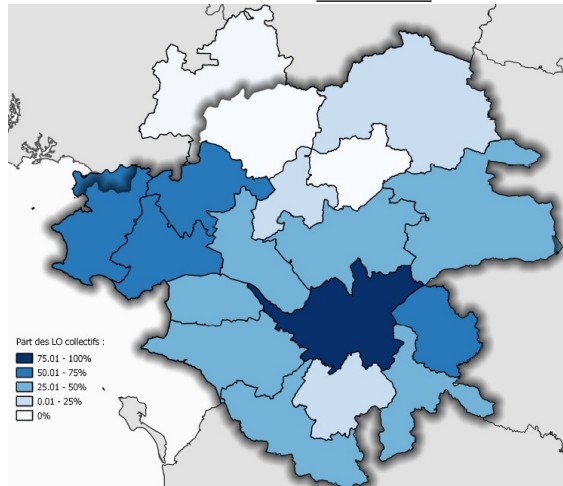 Part des LO collectifs :
75.01 - 100%
50.01 - 75%
25.01 - 50%
0.01 - 25%
0%